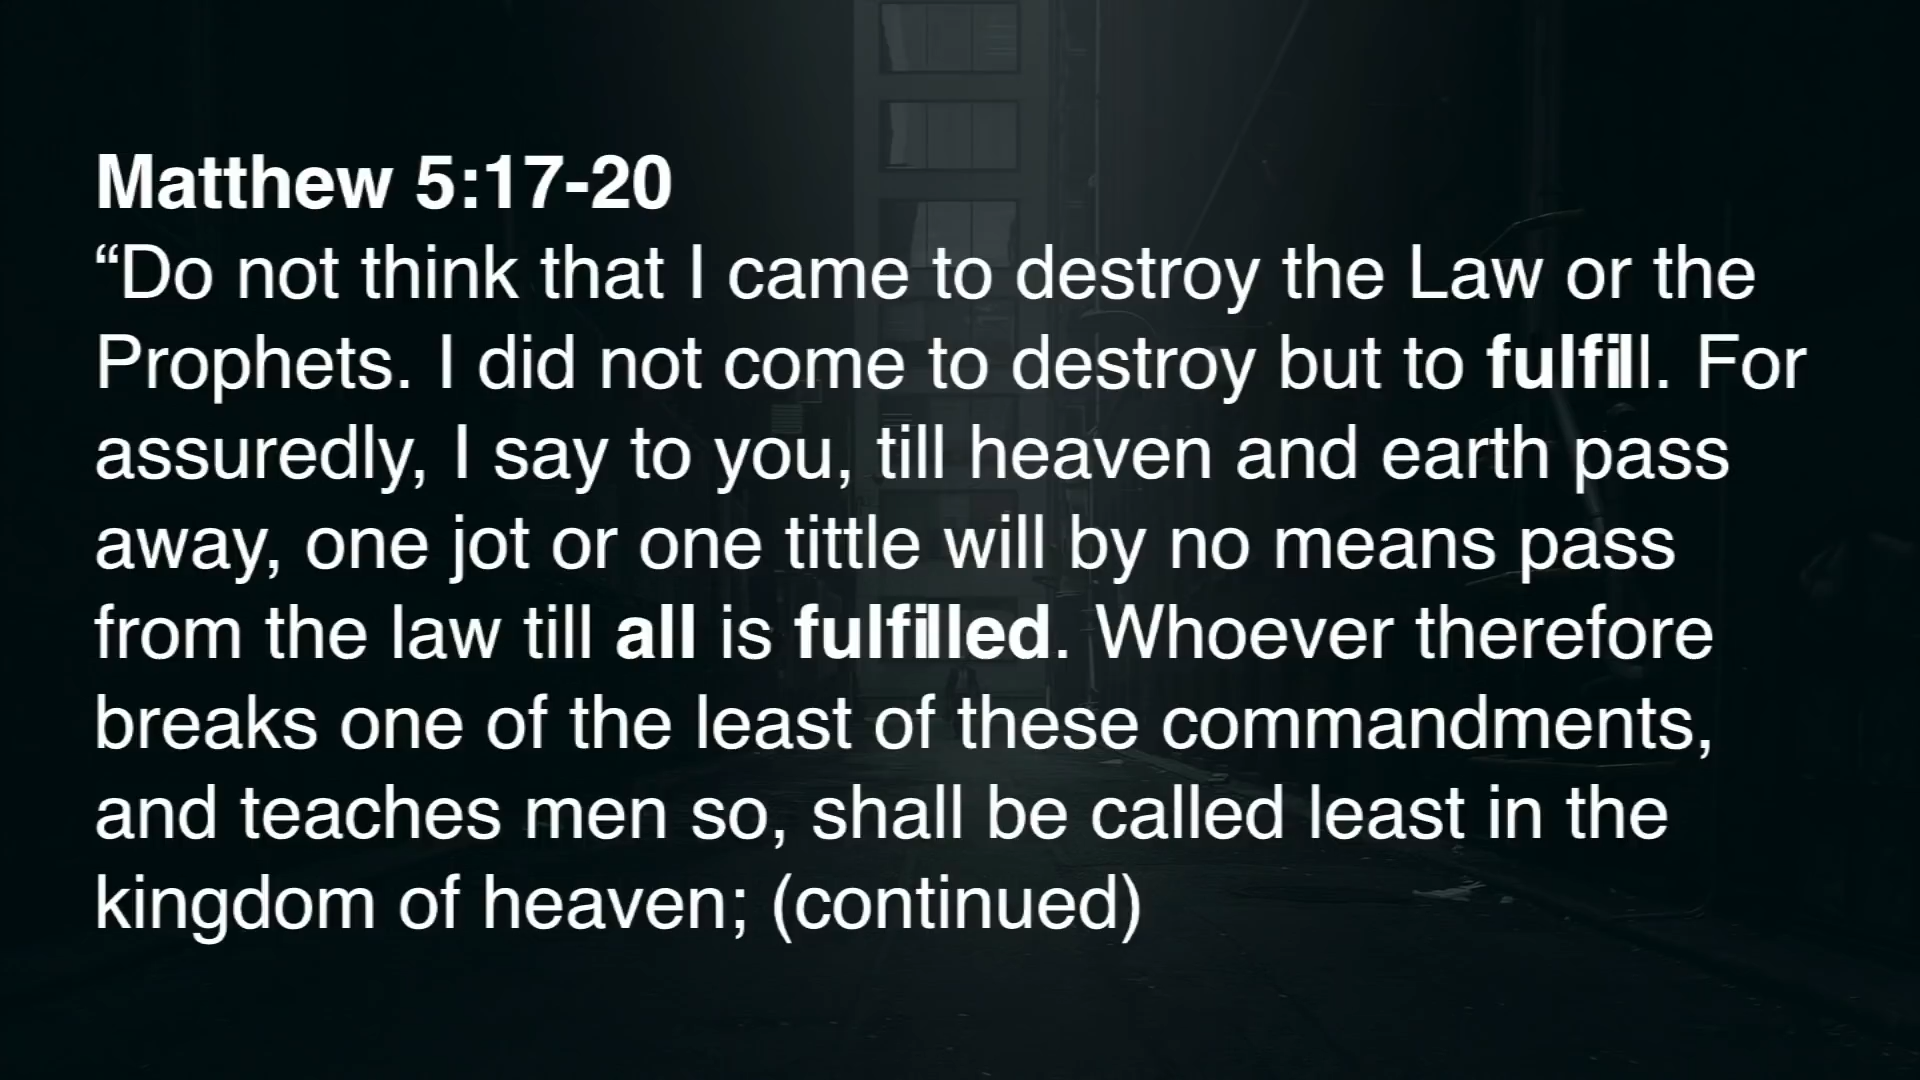 Matthew 5:17-20
“Do not think that I came to destroy the Law or the
Prophets. I did not come to destroy but to fulfill. For
assuredly, I say to you, till heaven and earth pass
away, one jot or one tittle will by no means pass
from the law till all is fulfilled. Whoever therefore
breaks one of the least of these commandments,
and teaches men so, shall be called least in the
kingdom of heaven; (continued)